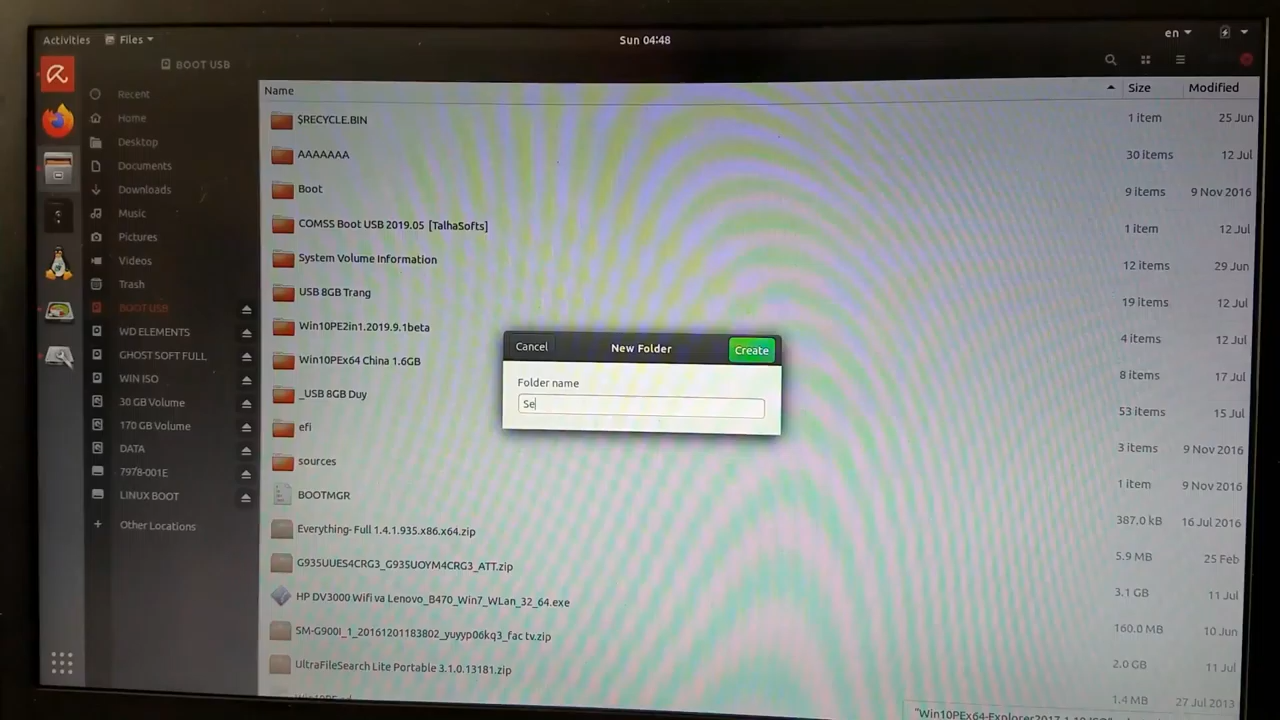 Activities Files Sun 04:48 en
BOOT USB
Name Size Modified
Recent
Home
Desktop
Documents
Downloads
Music
Pictures
Videos
Trash
BOOT USB
WD ELEMENTS
GHOST SOFT FULL
WIN ISO
30 GB Volume
170 GB Volume
DATA
7978-001E
LINUX BOOT
+ Other Locations
$RECYCLE.BIN 1 item 25 Jun
AAAAAAA 30 items 12 Jul
Boot 9 items 9 Nov 2016
COMSS Boot USB 2019.05 [TalhaSofts] 1 item 12 Jul
System Volume Information 12 items 29 Jun
USB 8GB Trang 19 items 12 Jul
Win10PE2in1.2019.9.1beta 4 items 12 Jul
Win10PEx64 China 1.6GB 8 items 17 Jul
_USB 8GB Duy 53 items 15 Jul
efi 3 items 9 Nov 2016
sources 1 item 9 Nov 2016
BOOTMGR 387.0 kB 16 Jul 2016
Everything- Full 1.4.1.935.x86.x64.zip 5.9 MB 25 Feb
G935UUES4CRG3_G935UOYM4CRG3_ATT.zip 3.1 GB 11 Jul
HP DV3000 Wifi va Lenovo_B470_Win7_WLan_32_64.exe 160.0 MB 10 Jun
SM-G900I_1_20161201183802_yuyyp06kq3_fac tv.zip 2.0 GB 11 Jul
UltraFileSearch Lite Portable 3.1.0.13181.zip 1.4 MB 27 Jul 2013
Cancel New Folder Create
Folder name
Se